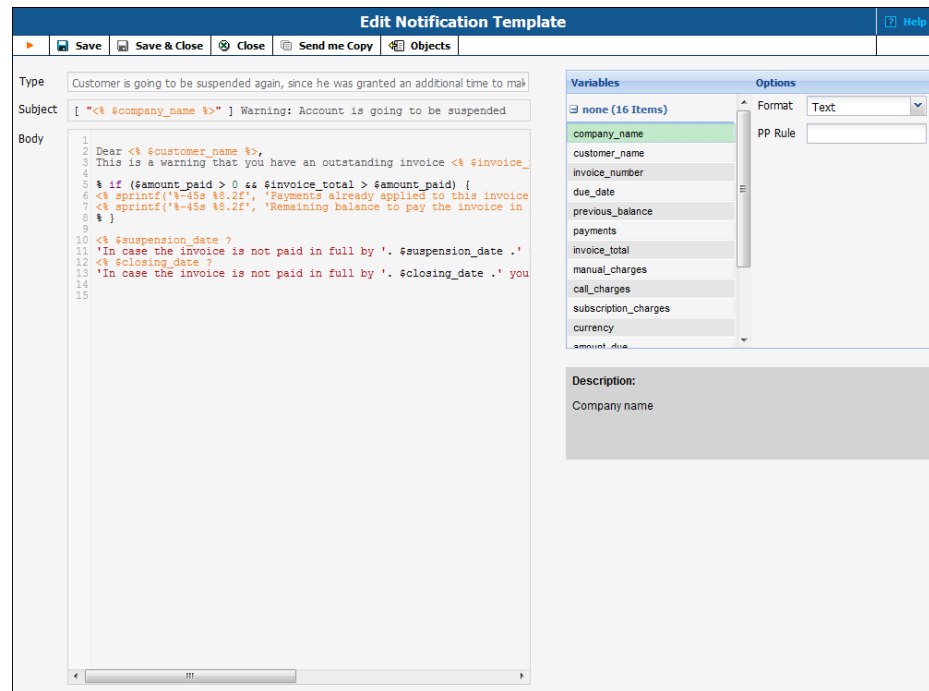 Edit Notification Template
? Help
Save
Save & Close
Close
Send me Copy
Objects
Type
Customer is going to be suspended again, since he was granted an additional time to mak
Subject
[ "<% $company_name %>" ] Warning: Account is going to be suspended
Body
1
2 Dear <% $customer_name %>,
3 This is a warning that you have an outstanding invoice <% $invoice_
4
5 % if ($amount_paid > 0 && $invoice_total > $amount_paid) {
6 <% sprintf('%-45s %8.2f', 'Payments already applied to this invoice
7 <% sprintf('%-45s %8.2f', 'Remaining balance to pay the invoice in
8 % }
9
10 <% $suspension_date ?
11 'In case the invoice is not paid in full by '. $suspension_date .'
12 <% $closing_date ?
13 'In case the invoice is not paid in full by '. $closing_date .' you
14
15
Variables
none (16 Items)
company_name
customer_name
invoice_number
due_date
previous_balance
payments
invoice_total
manual_charges
call_charges
subscription_charges
currency
amount_due
Options
Format
Text
PP Rule
Description:
Company name